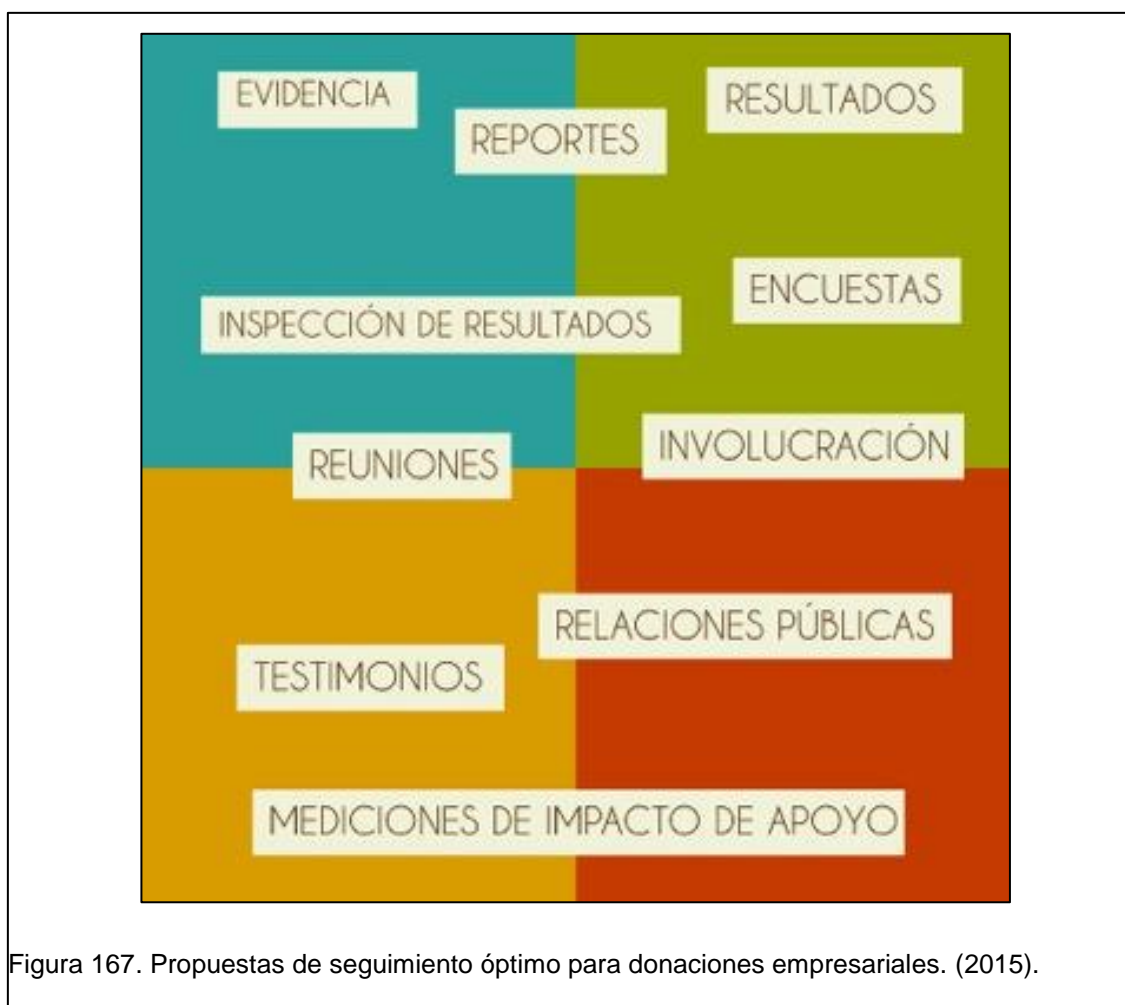 EVIDENCIA
REPORTES
RESULTADOS
INSPECCIÓN DE RESULTADOS
ENCUESTAS
REUNIONES
INVOLUCRACIÓN
RELACIONES PÚBLICAS
TESTIMONIOS
MEDICIONES DE IMPACTO DE APOYO
Figura 167. Propuestas de seguimiento óptimo para donaciones empresariales. (2015).